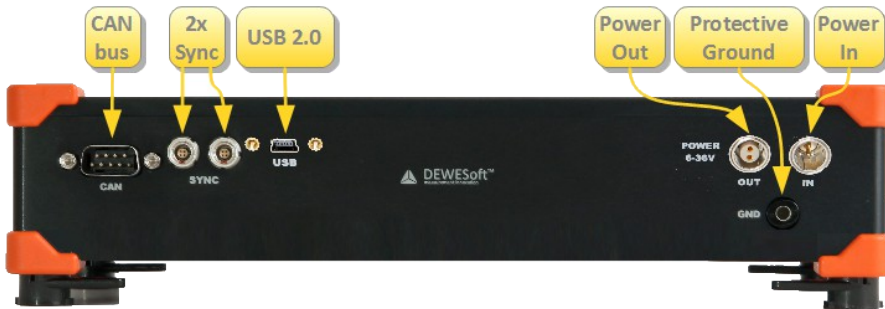 CAN
bus
2x
Sync
USB 2.0
Power
Out
Protective
Ground
Power
In
CAN
SYNC
USB
DEWESoft™
POWER
6-36V
OUT
IN
GND